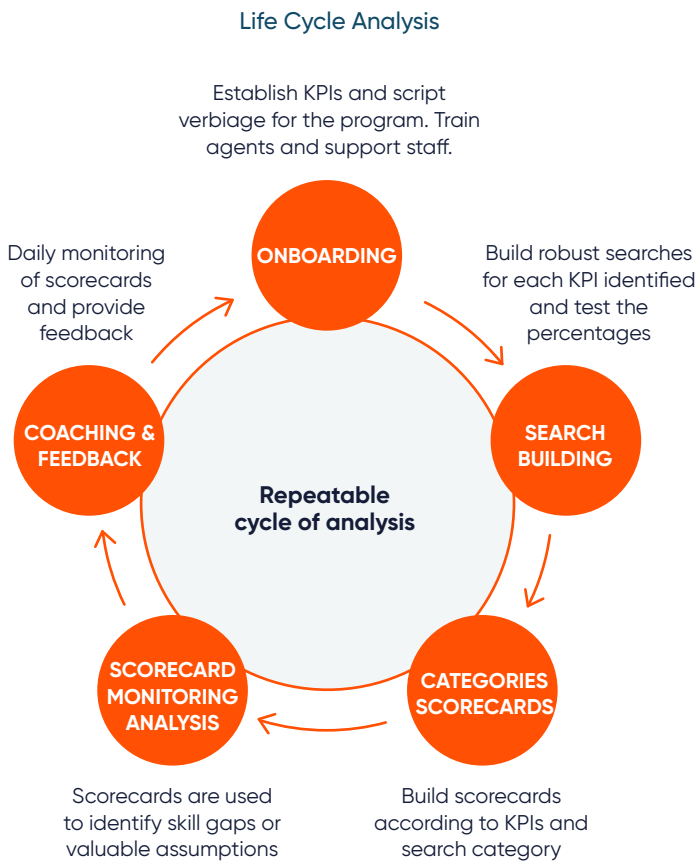 Life Cycle Analysis
Establish KPIs and script
verbiage for the program. Train
agents and support staff.
ONBOARDING
Build robust searches
for each KPI identified
and test the
percentages
SEARCH
BUILDING
CATEGORIES
SCORECARDS
Build scorecards
according to KPIs and
search category
SCORECARD
MONITORING
ANALYSIS
Scorecards are used
to identify skill gaps or
valuable assumptions
COACHING &
FEEDBACK
Daily monitoring
of scorecards
and provide
feedback
Repeatable
cycle of analysis